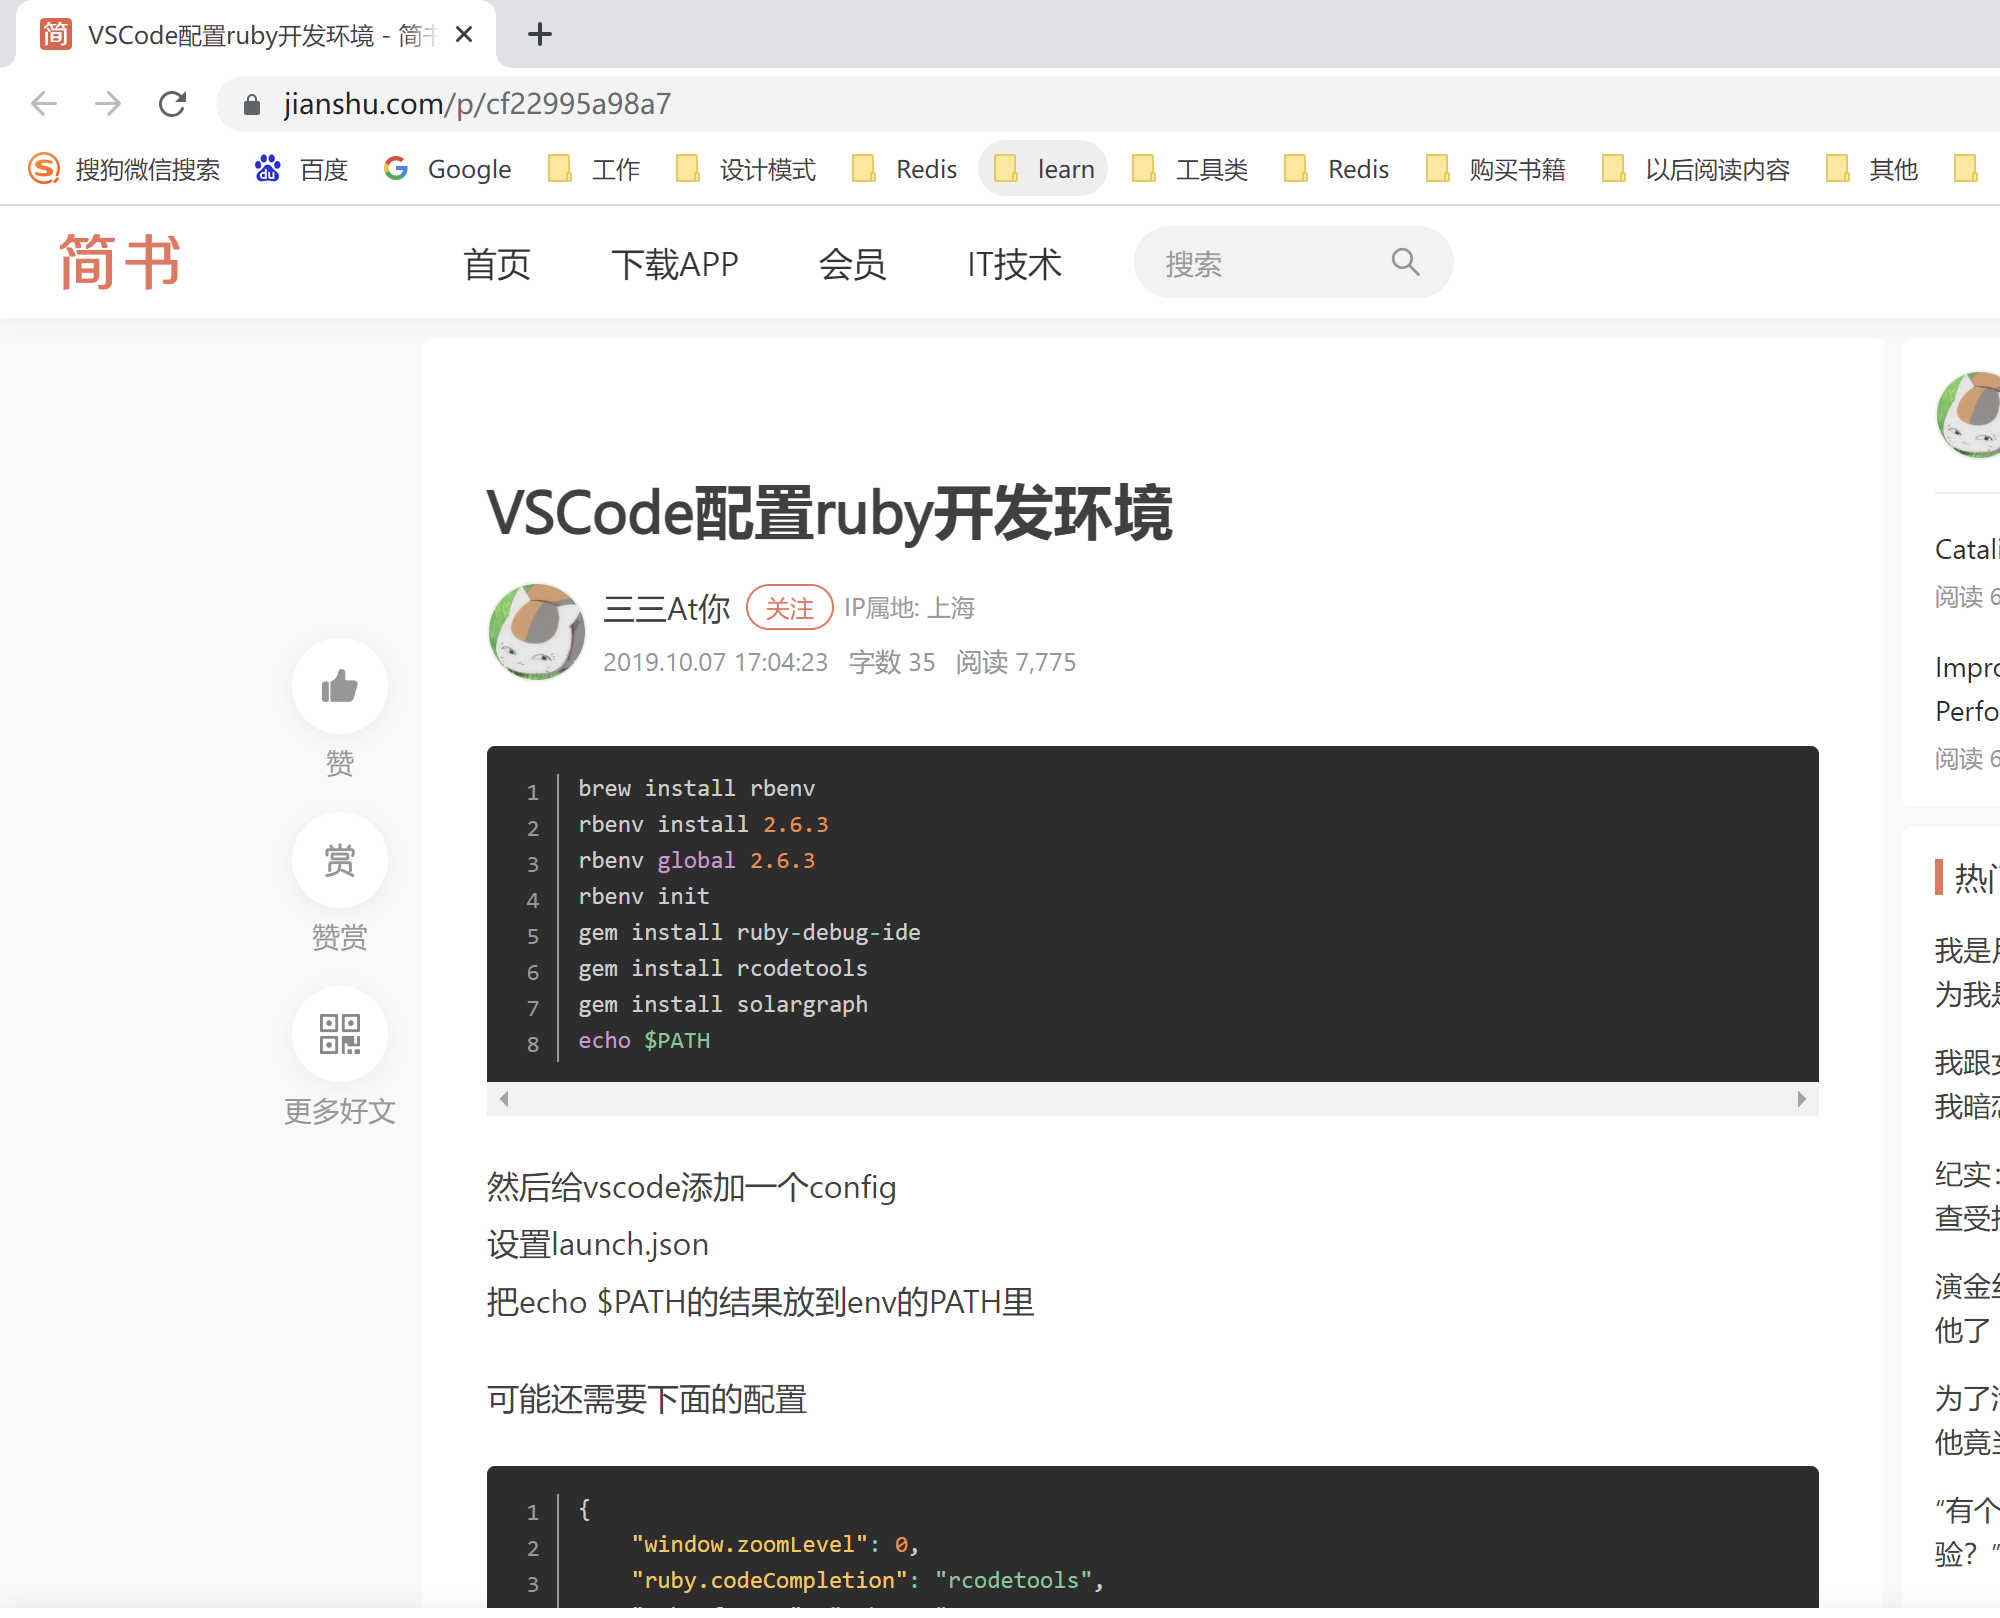 简 VSCode配置ruby开发环境 - 简书
jianshu.com/p/cf22995a98a7
搜狗微信搜索 百度 Google 工作 设计模式 Redis learn 工具类 Redis 购买书籍 以后阅读内容 其他
简书 首页 下载APP 会员 IT技术 搜索
VSCode配置ruby开发环境
三三At你 关注 IP属地: 上海
2019.10.07 17:04:23 字数 35 阅读 7,775
赞
赏
赞赏
更多好文
1 brew install rbenv
2 rbenv install 2.6.3
3 rbenv global 2.6.3
4 rbenv init
5 gem install ruby-debug-ide
6 gem install rcodetools
7 gem install solargraph
8 echo $PATH
然后给vscode添加一个config
设置launch.json
把echo $PATH的结果放到env的PATH里
可能还需要下面的配置
1 {
2 "window.zoomLevel": 0,
3 "ruby.codeCompletion": "rcodetools",
Catali
阅读 6
Impro
Perfo
阅读 6
热门
我是
为我是
我跟
我暗恋
纪实:
查受
演金
他了
为了
他竟
“有个
验？”